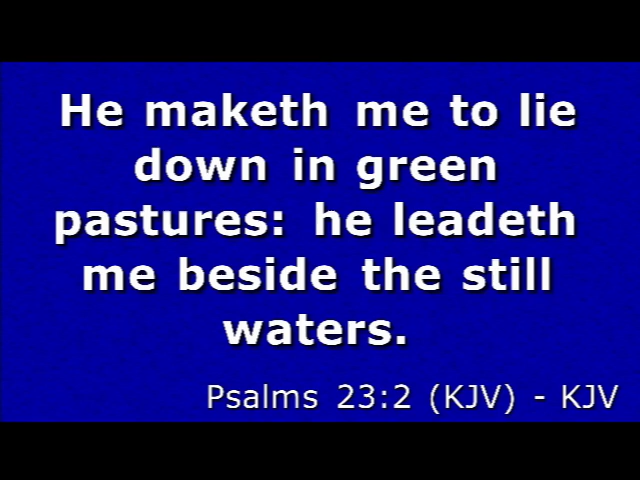 He maketh me to lie
down in green
pastures: he leadeth
me beside the still
waters.
Psalms 23:2 (KJV) - KJV